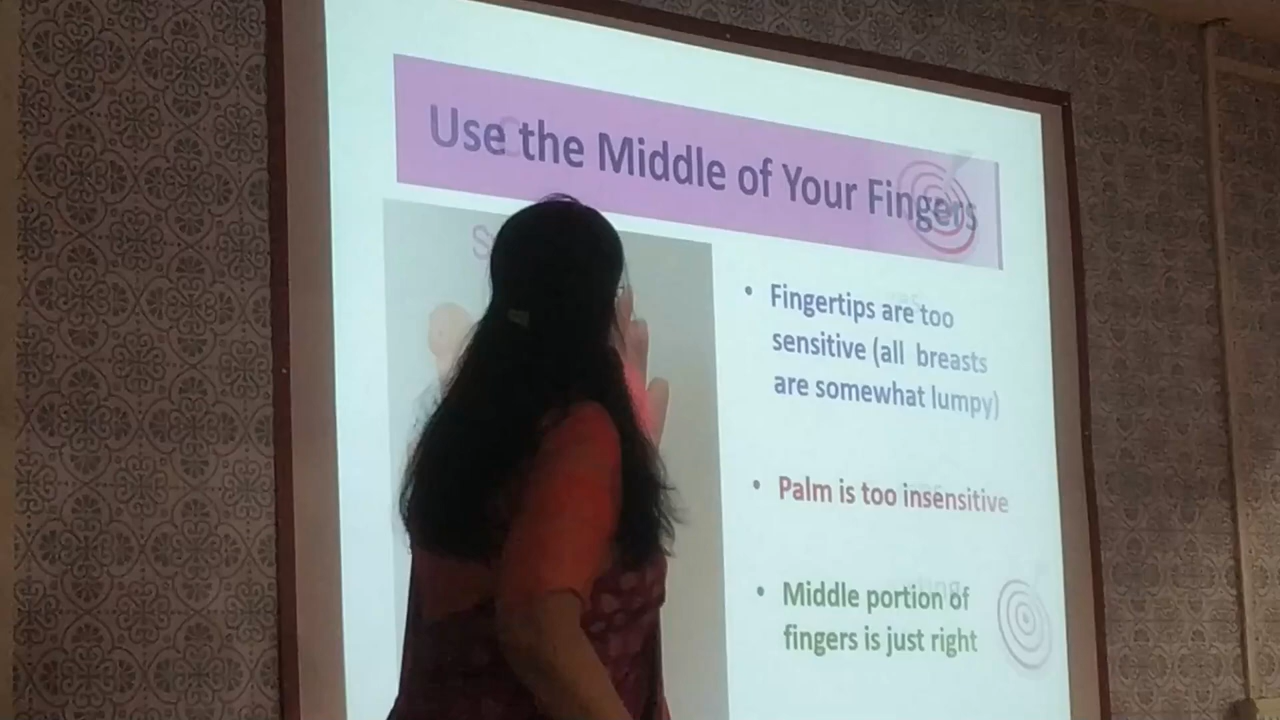 Use the Middle of Your Fingers
• Fingertips are too
sensitive (all breasts
are somewhat lumpy)
• Palm is too insensitive
• Middle portion of
fingers is just right